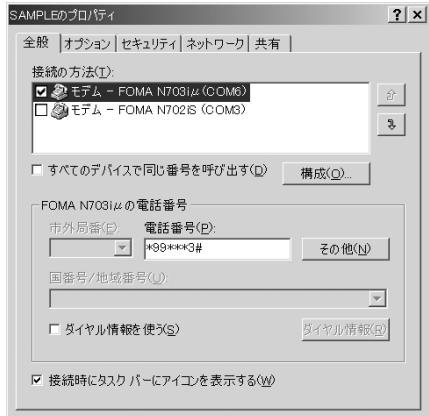 SAMPLEのプロパティ
全般 オプション セキュリティ ネットワーク 共有
接続の方法(T):
モデム - FOMA N703iμ(COM6)
モデム - FOMA N702iS (COM3)
すべてのデバイスで同じ番号を呼び出す(D) 構成(O)...
FOMA N703iμの電話番号
市外局番(E): 電話番号(P):
*99***3# その他(N)
国番号/地域番号(U):
ダイヤル情報を使う(S) ダイヤル情報(R)
接続時にタスク バーにアイコンを表示する(W)